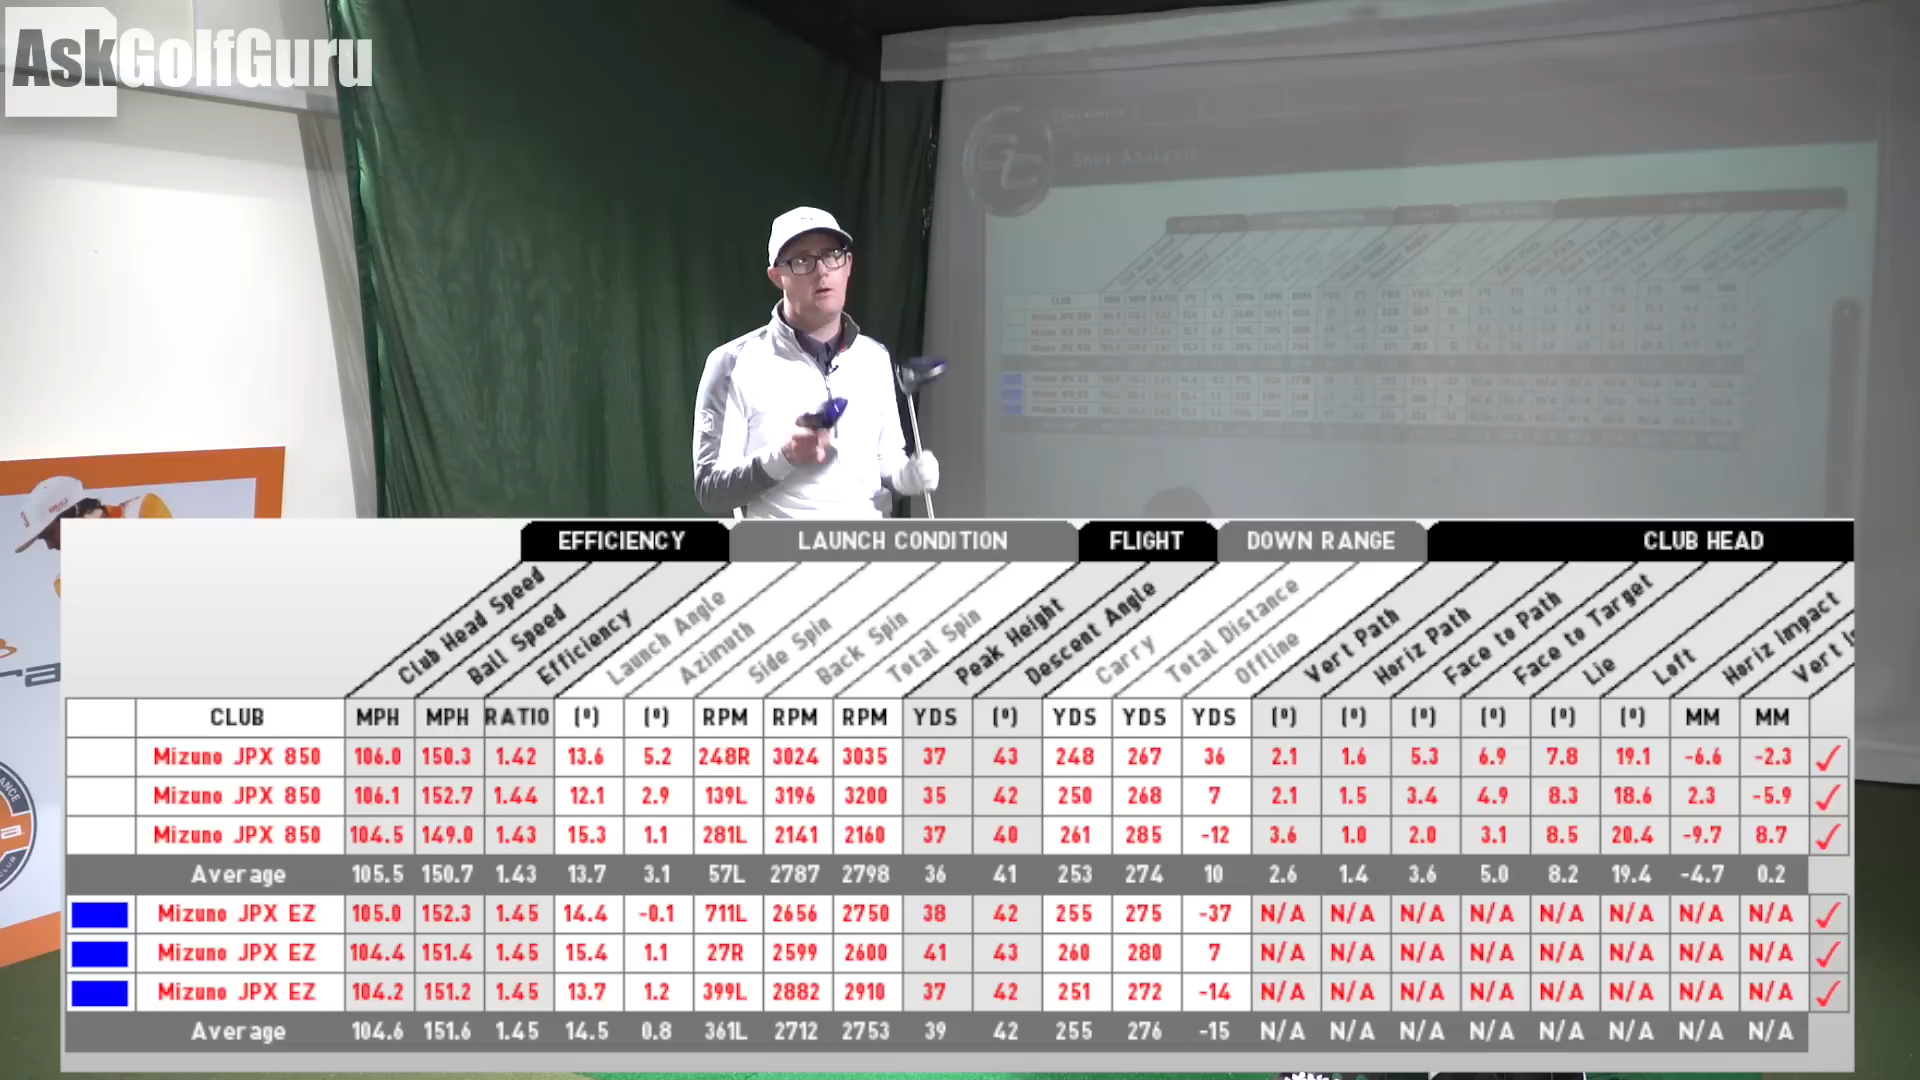 AskGolfGuru
Shot Analysis
EFFICIENCY LAUNCH CONDITION FLIGHT DOWN RANGE CLUB HEAD
Club Head Speed Ball Speed Efficiency Launch Angle Azimuth Side Spin Back Spin Total Spin Peak Height Descent Angle Carry Total Distance Offline Vert Path Horiz Path Face to Path Face to Target Lie Loft Horiz Impact Vert
CLUB MPH MPH RATIO (°) (°) RPM RPM RPM YDS (°) YDS YDS YDS (°) (°) (°) (°) (°) (°) MM MM
Mizuno JPX 850 106.0 150.3 1.42 13.6 5.2 248R 3024 3035 37 43 248 267 36 2.1 1.6 5.3 6.9 7.8 19.1 -6.6 -2.3
Mizuno JPX 850 106.1 152.7 1.44 12.1 2.9 139L 3196 3200 35 42 250 268 7 2.1 1.5 3.4 4.9 8.3 18.6 2.3 -5.9
Mizuno JPX 850 104.5 149.0 1.43 15.3 1.1 281L 2141 2160 37 40 261 285 -12 3.6 1.0 2.0 3.1 8.5 20.4 -9.7 8.7
Average 105.5 150.7 1.43 13.7 3.1 57L 2787 2798 36 41 253 274 10 2.6 1.4 3.6 5.0 8.2 19.4 -4.7 0.2
Mizuno JPX EZ 105.0 152.3 1.45 14.4 -0.1 711L 2656 2750 38 42 255 275 -37 N/A N/A N/A N/A N/A N/A N/A N/A
Mizuno JPX EZ 104.4 151.4 1.45 15.4 1.1 27R 2599 2600 41 43 260 280 7 N/A N/A N/A N/A N/A N/A N/A N/A
Mizuno JPX EZ 104.2 151.2 1.45 13.7 1.2 399L 2882 2910 37 42 251 272 -14 N/A N/A N/A N/A N/A N/A N/A N/A
Average 104.6 151.6 1.45 14.5 0.8 361L 2712 2753 39 42 255 276 -15 N/A N/A N/A N/A N/A N/A N/A N/A